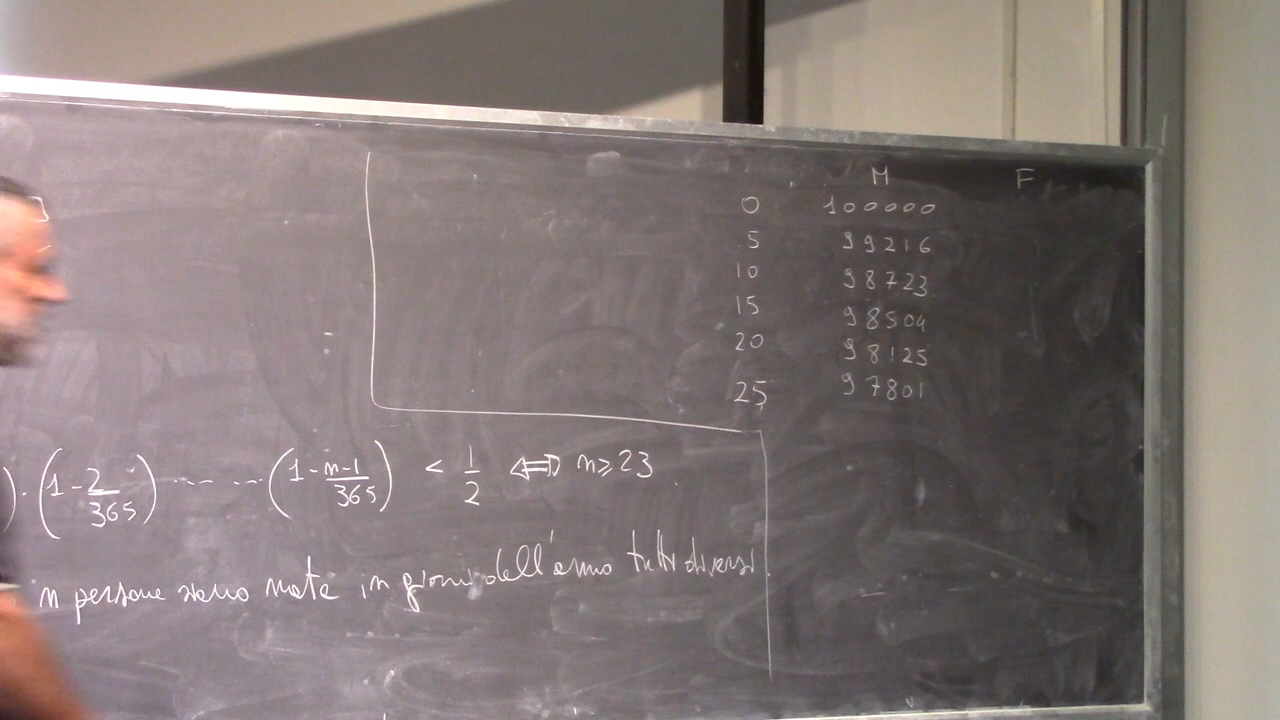 M F
0 100000
5 99216
10 98723
15 98504
20 98125
25 97801
) · (1 - 2/365) ..... (1 - n-1/365) < 1/2 ⟺ n ≥ 23
n persone siano nate in giorni dell'anno tutti diversi